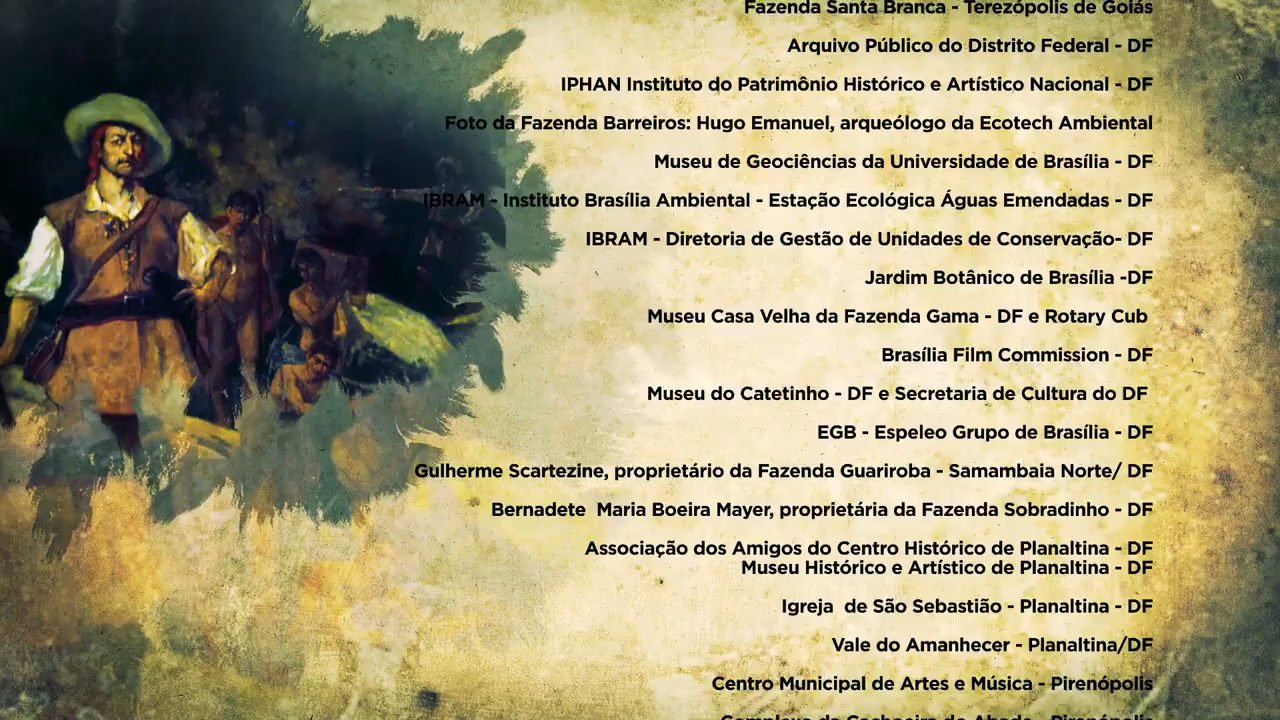 Fazenda Santa Branca - Terezópolis de Goiás
Arquivo Público do Distrito Federal - DF
IPHAN Instituto do Patrimônio Histórico e Artístico Nacional - DF
Foto da Fazenda Barreiros: Hugo Emanuel, arqueólogo da Ecotech Ambiental
Museu de Geociências da Universidade de Brasília - DF
IBRAM - Instituto Brasília Ambiental - Estação Ecológica Águas Emendadas - DF
IBRAM - Diretoria de Gestão de Unidades de Conservação- DF
Jardim Botânico de Brasília -DF
Museu Casa Velha da Fazenda Gama - DF e Rotary Cub
Brasília Film Commission - DF
Museu do Catetinho - DF e Secretaria de Cultura do DF
EGB - Espeleo Grupo de Brasília - DF
Gulherme Scartezine, proprietário da Fazenda Guariroba - Samambaia Norte/ DF
Bernadete  Maria Boeira Mayer, proprietária da Fazenda Sobradinho - DF
Associação dos Amigos do Centro Histórico de Planaltina - DF
Museu Histórico e Artístico de Planaltina - DF
Igreja  de São Sebastião - Planaltina - DF
Vale do Amanhecer - Planaltina/DF
Centro Municipal de Artes e Música - Pirenópolis
Complexo da Cachoeira do Abade - Pirenópolis